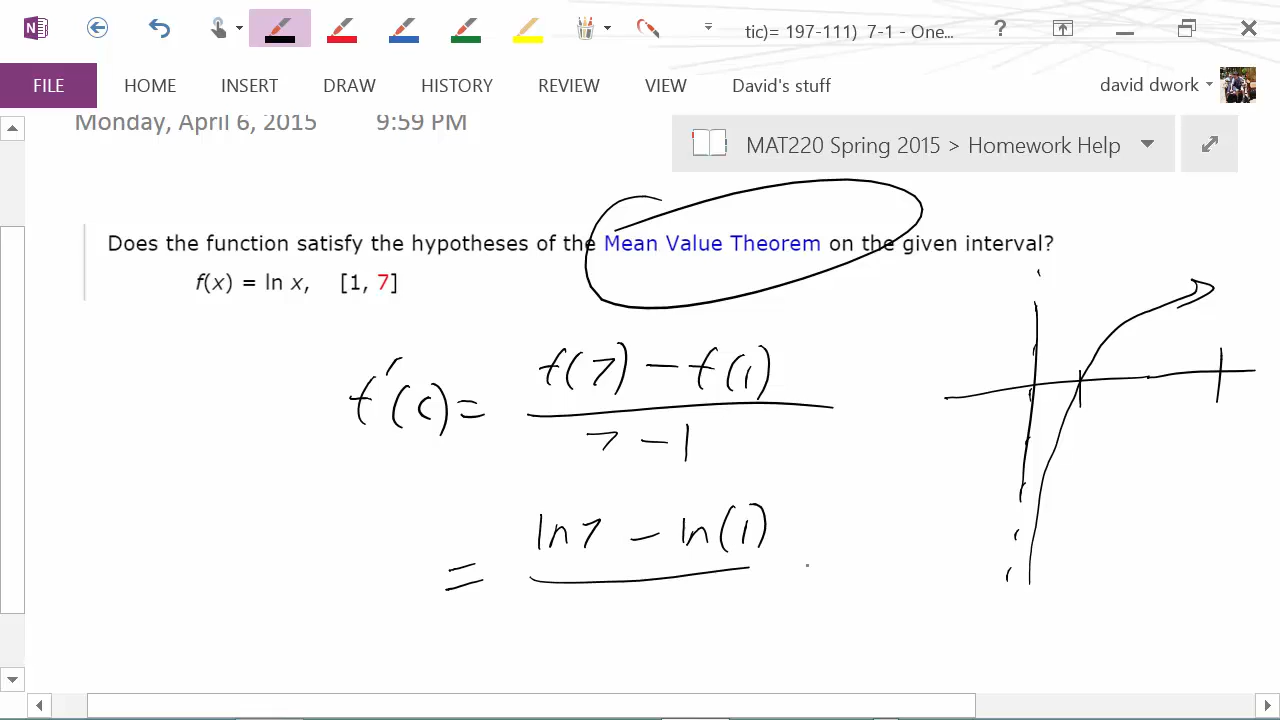 tic)= 197-111) 7-1 - One...
?
FILE HOME INSERT DRAW HISTORY REVIEW VIEW David's stuff david dwork
Monday, April 6, 2015 9:59 PM
MAT220 Spring 2015 > Homework Help
Does the function satisfy the hypotheses of the Mean Value Theorem on the given interval?
f(x) = ln x, [1, 7]
f'(c) = f(7) - f(1)
7 - 1
= ln 7 - ln(1)